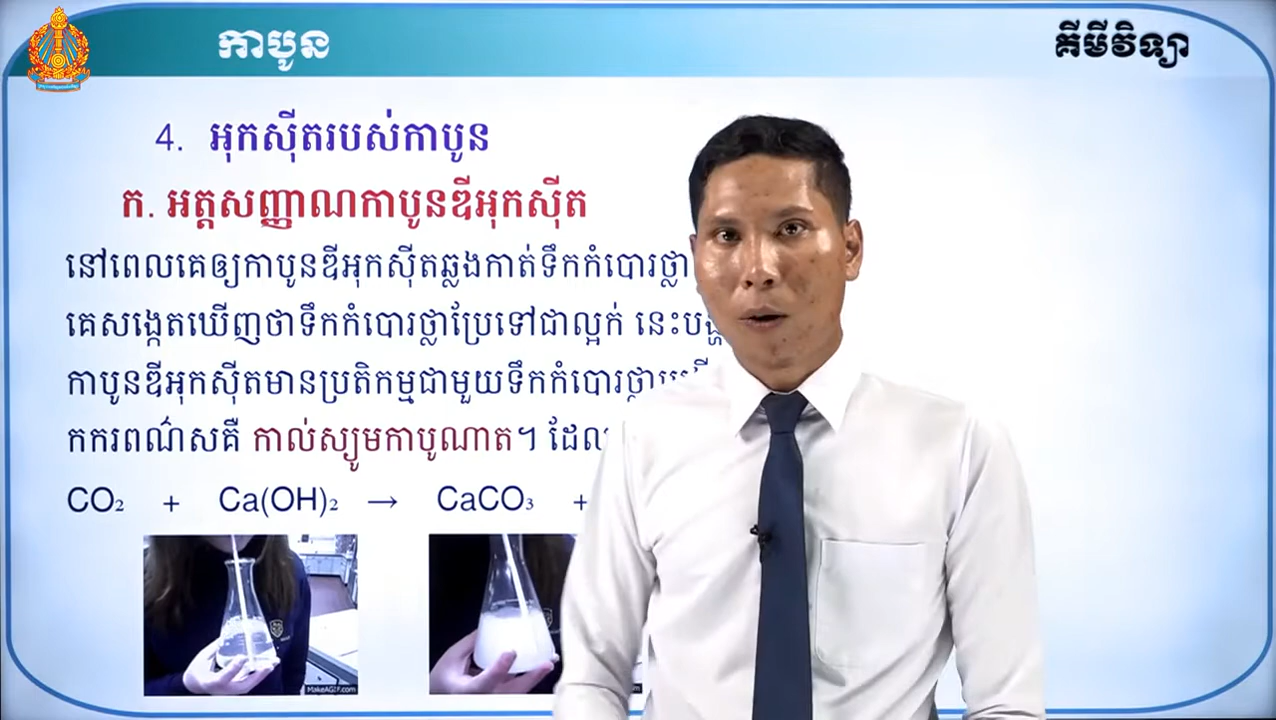 កាបូន
គីមីវិទ្យា
4. អុកស៊ីតរបស់កាបូន
ក. អត្តសញ្ញាណកាបូនឌីអុកស៊ីត
នៅពេលគេឲ្យកាបូនឌីអុកស៊ីតឆ្លងកាត់ទឹកកំបោរថ្លា
គេសង្កេតឃើញថាទឹកកំបោរថ្លាប្រែទៅជាល្អក់ នេះ
កាបូនឌីអុកស៊ីតមានប្រតិកម្មជាមួយទឹកកំបោរថ្លា
កករពណ៌សគឺ កាល់ស្យូមកាបូណាត។ ដែល
CO₂ + Ca(OH)₂ → CaCO₃ +
MakeAGIF.com